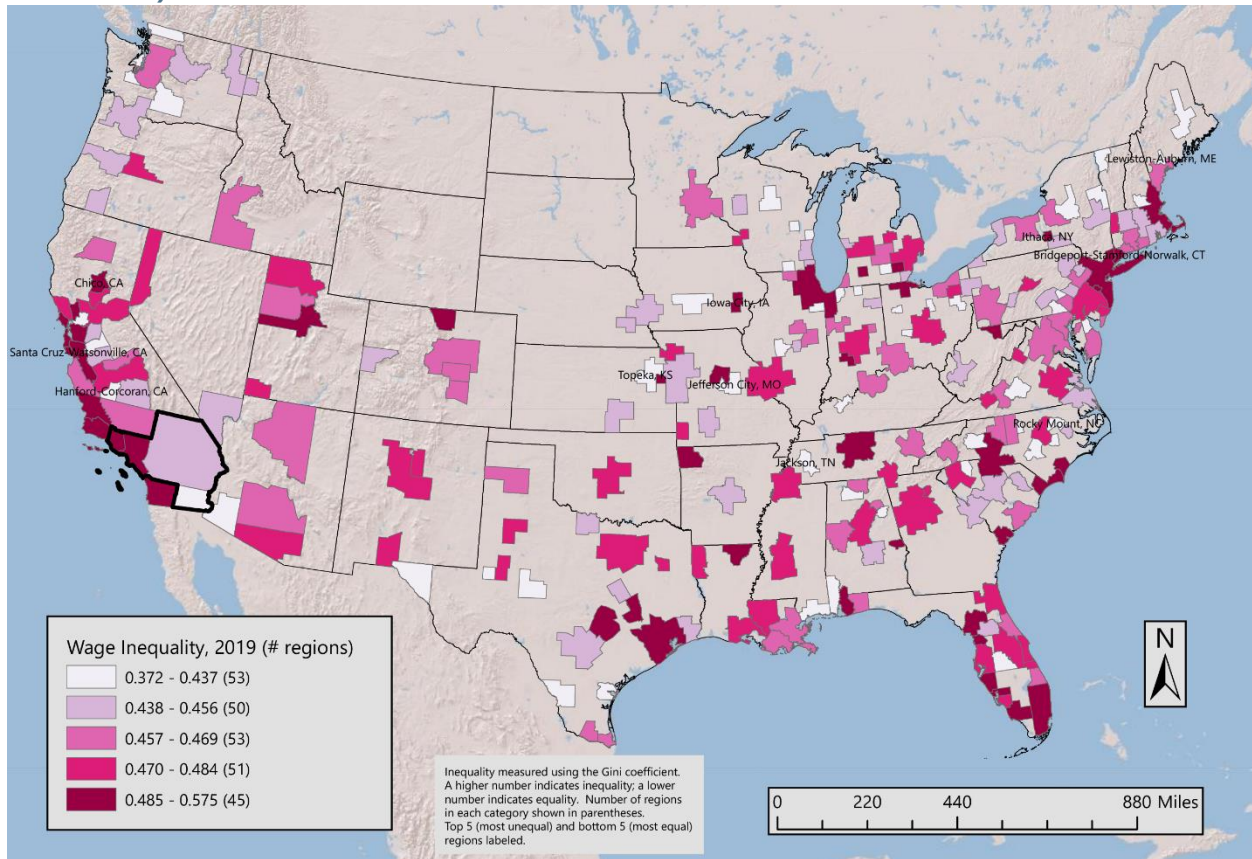 Lewiston-Auburn, ME
Ithaca, NY
Bridgeport-Stamford-Norwalk, CT
Chico, CA
Iowa City, IA
Santa Cruz-Watsonville, CA
Topeka, KS
Jefferson City, MO
Hanford-Corcoran, CA
Rocky Mount, NC
Jackson, TN
Wage Inequality, 2019 (# regions)
0.372 - 0.437 (53)
0.438 - 0.456 (50)
0.457 - 0.469 (53)
0.470 - 0.484 (51)
0.485 - 0.575 (45)
Inequality measured using the Gini coefficient.
A higher number indicates inequality; a lower
number indicates equality. Number of regions
in each category shown in parentheses.
Top 5 (most unequal) and bottom 5 (most equal)
regions labeled.
N
0 220 440 880 Miles